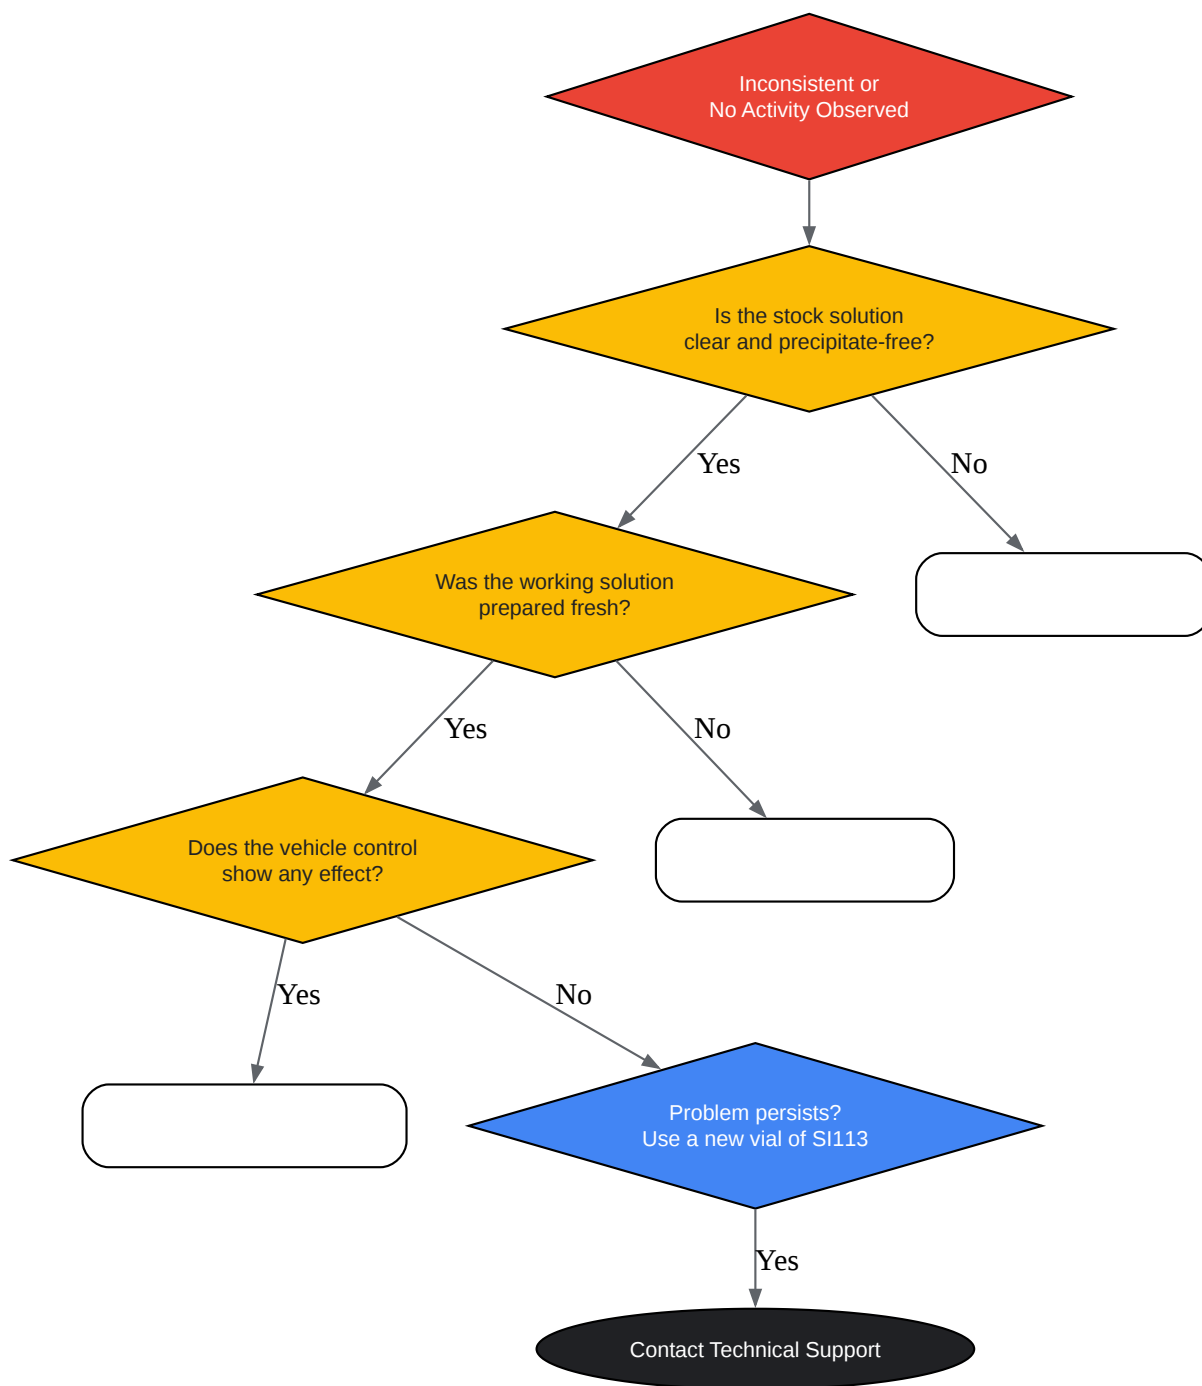 Inconsistent or
No Activity Observed
Is the stock solution
clear and precipitate-free?
Yes
No
Was the working solution
prepared fresh?
Yes
No
Does the vehicle control
show any effect?
Yes
No
Problem persists?
Use a new vial of SI113
Yes
Contact Technical Support